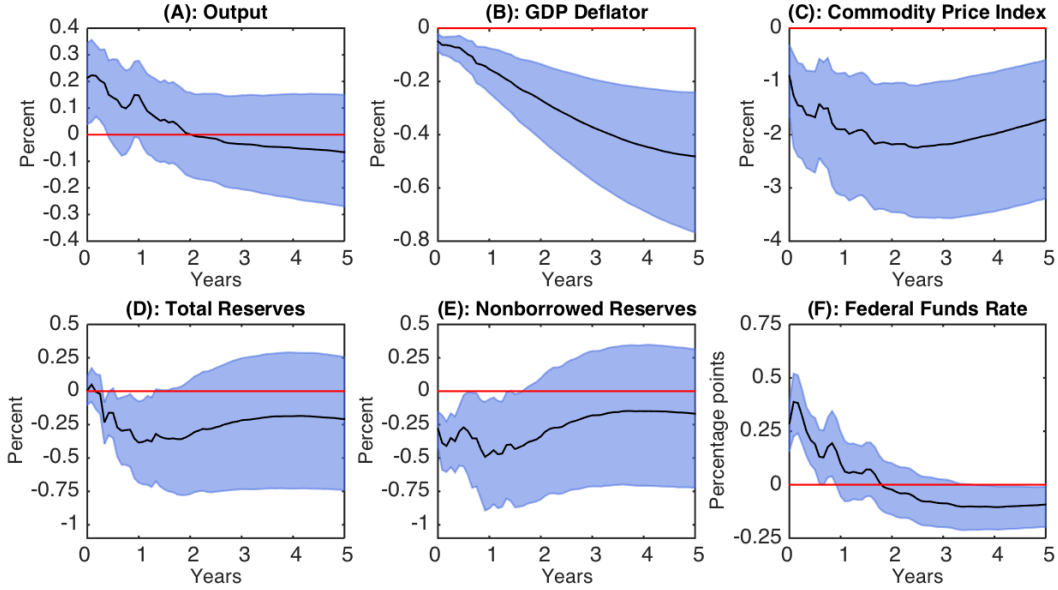 (A): Output
Percent
0.4
0.3
0.2
0.1
0
-0.1
-0.2
-0.3
-0.4
0 1 2 3 4 5
Years
(B): GDP Deflator
Percent
0
-0.2
-0.4
-0.6
-0.8
0 1 2 3 4 5
Years
(C): Commodity Price Index
Percent
0
-1
-2
-3
-4
0 1 2 3 4 5
Years
(D): Total Reserves
Percent
0.5
0.25
0
-0.25
-0.5
-0.75
-1
0 1 2 3 4 5
Years
(E): Nonborrowed Reserves
Percent
0.5
0.25
0
-0.25
-0.5
-0.75
-1
0 1 2 3 4 5
Years
(F): Federal Funds Rate
Percentage points
0.75
0.5
0.25
0
-0.25
0 1 2 3 4 5
Years